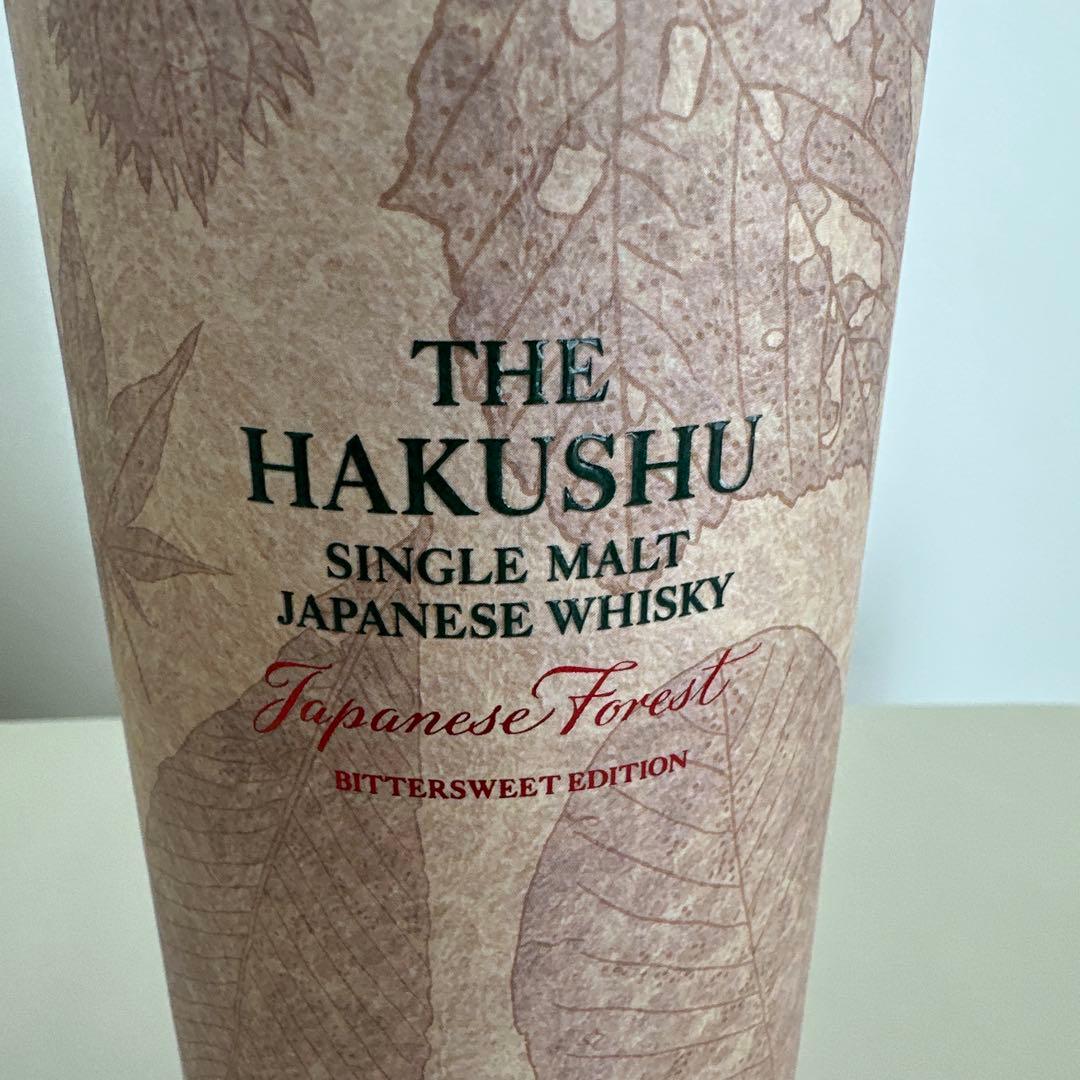 THE
HAKUSHU
SINGLE MALT
JAPANESE WHISKY
Japanese Forest
BITTERSWEET EDITION